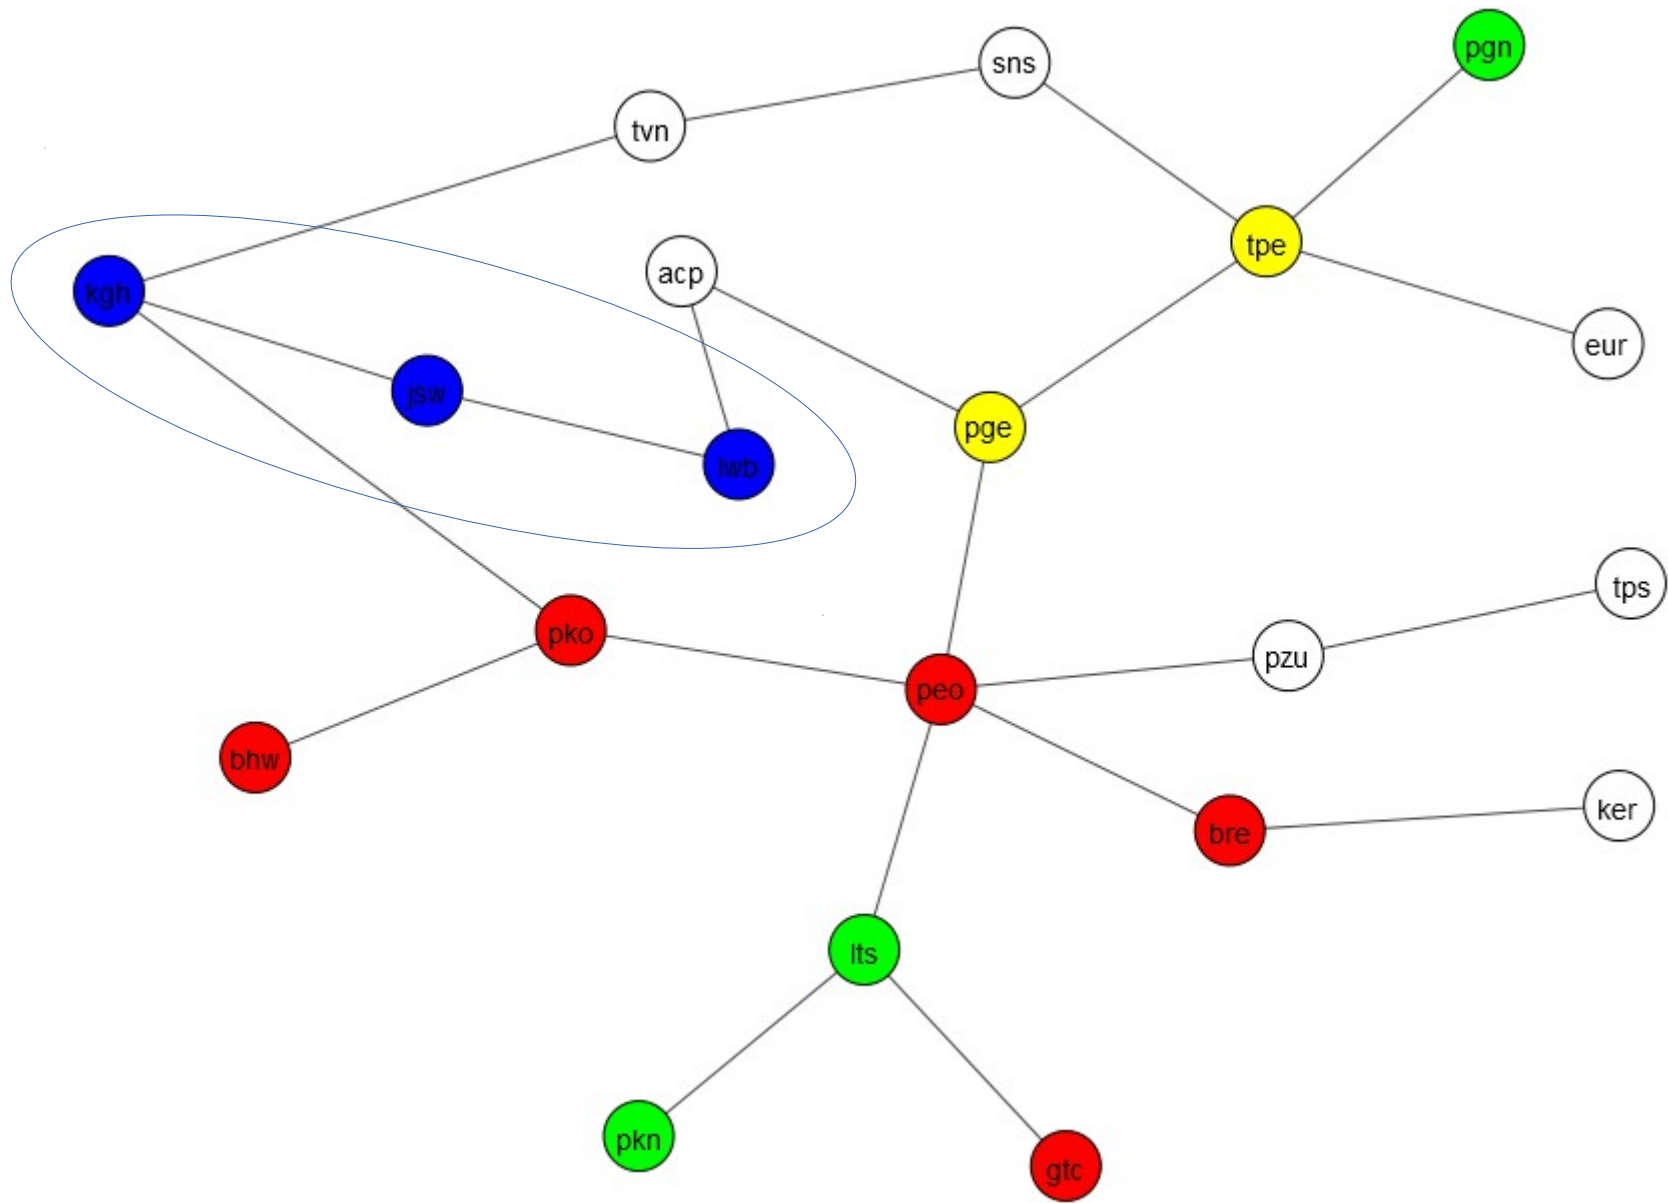 pgn
sns
tvn
tpe
acp
kgh
eur
jsw
pge
lwb
tps
pko
pzu
peo
bhw
ker
bre
lts
pkn
gtc